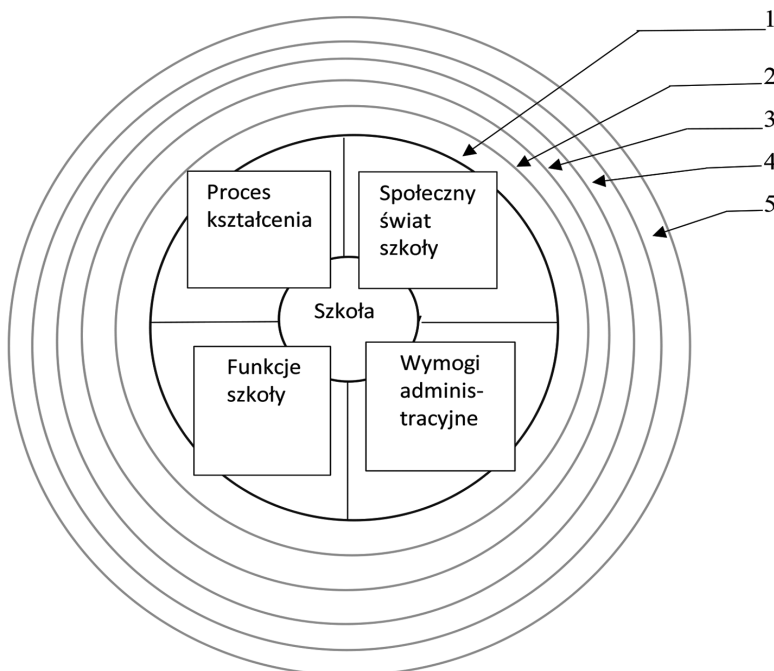 1
2
3
4
5
Proces
kształcenia
Społeczny
świat
szkoły
Szkoła
Funkcje
szkoły
Wymogi
adminis-
tracyjne